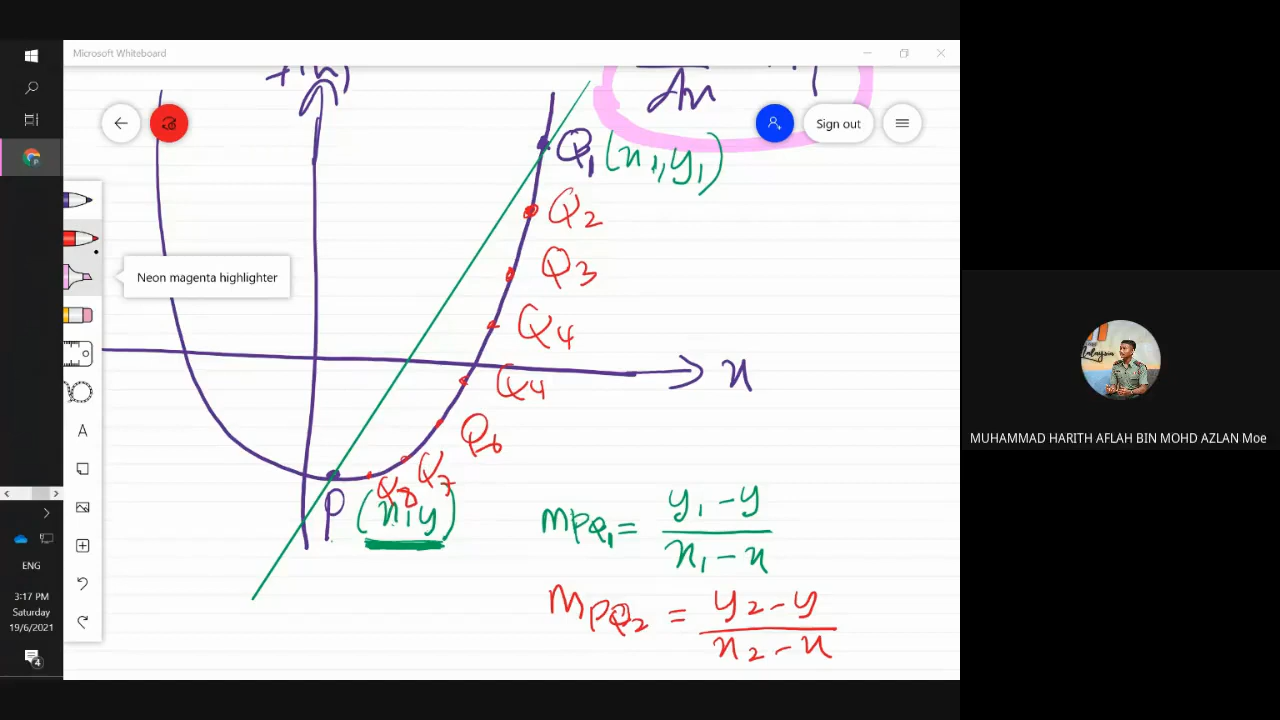 Microsoft Whiteboard
f(x)
Δx
Sign out
Q₁ (x₁, y₁)
Q₂
Neon magenta highlighter
Q₃
Q₄
x
Q₄
Q₆
Q₇
Q₈
P (x, y)
MPQ₁ = y₁ - y / x₁ - x
MPQ₂ = y₂ - y / x₂ - x
A
ENG
3:17 PM
Saturday
19/6/2021
4
MUHAMMAD HARITH AFLAH BIN MOHD AZLAN Moe